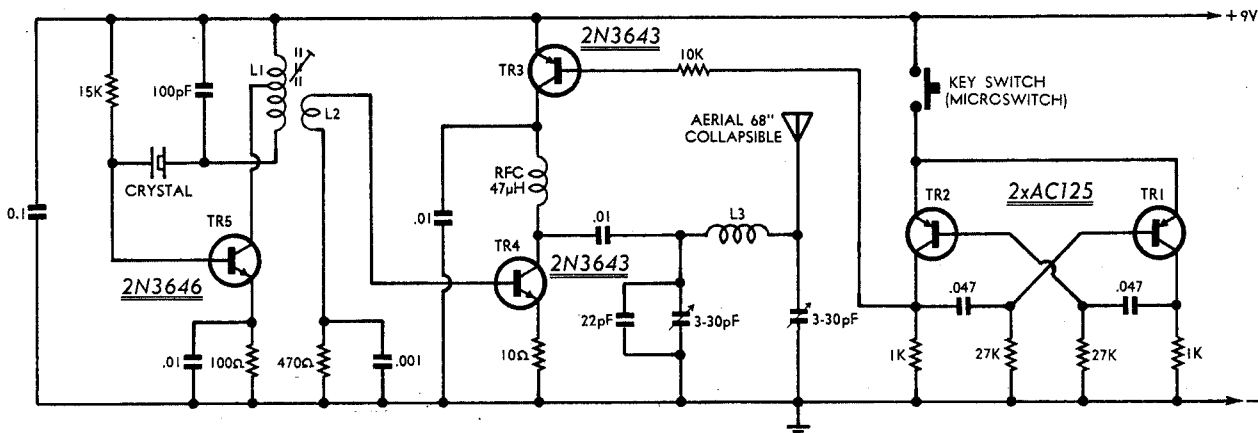 +9V
2N3643
10K
TR3
L1
15K
100pF
L2
KEY SWITCH
(MICROSWITCH)
AERIAL 68"
COLLAPSIBLE
CRYSTAL
RFC
47μH
TR2
2xAC125
TR1
0.1
.01
.01
L3
TR5
TR4
2N3646
2N3643
.047
.047
22pF
3-30pF
3-30pF
.01
100Ω
470Ω
.001
10Ω
1K
27K
27K
1K